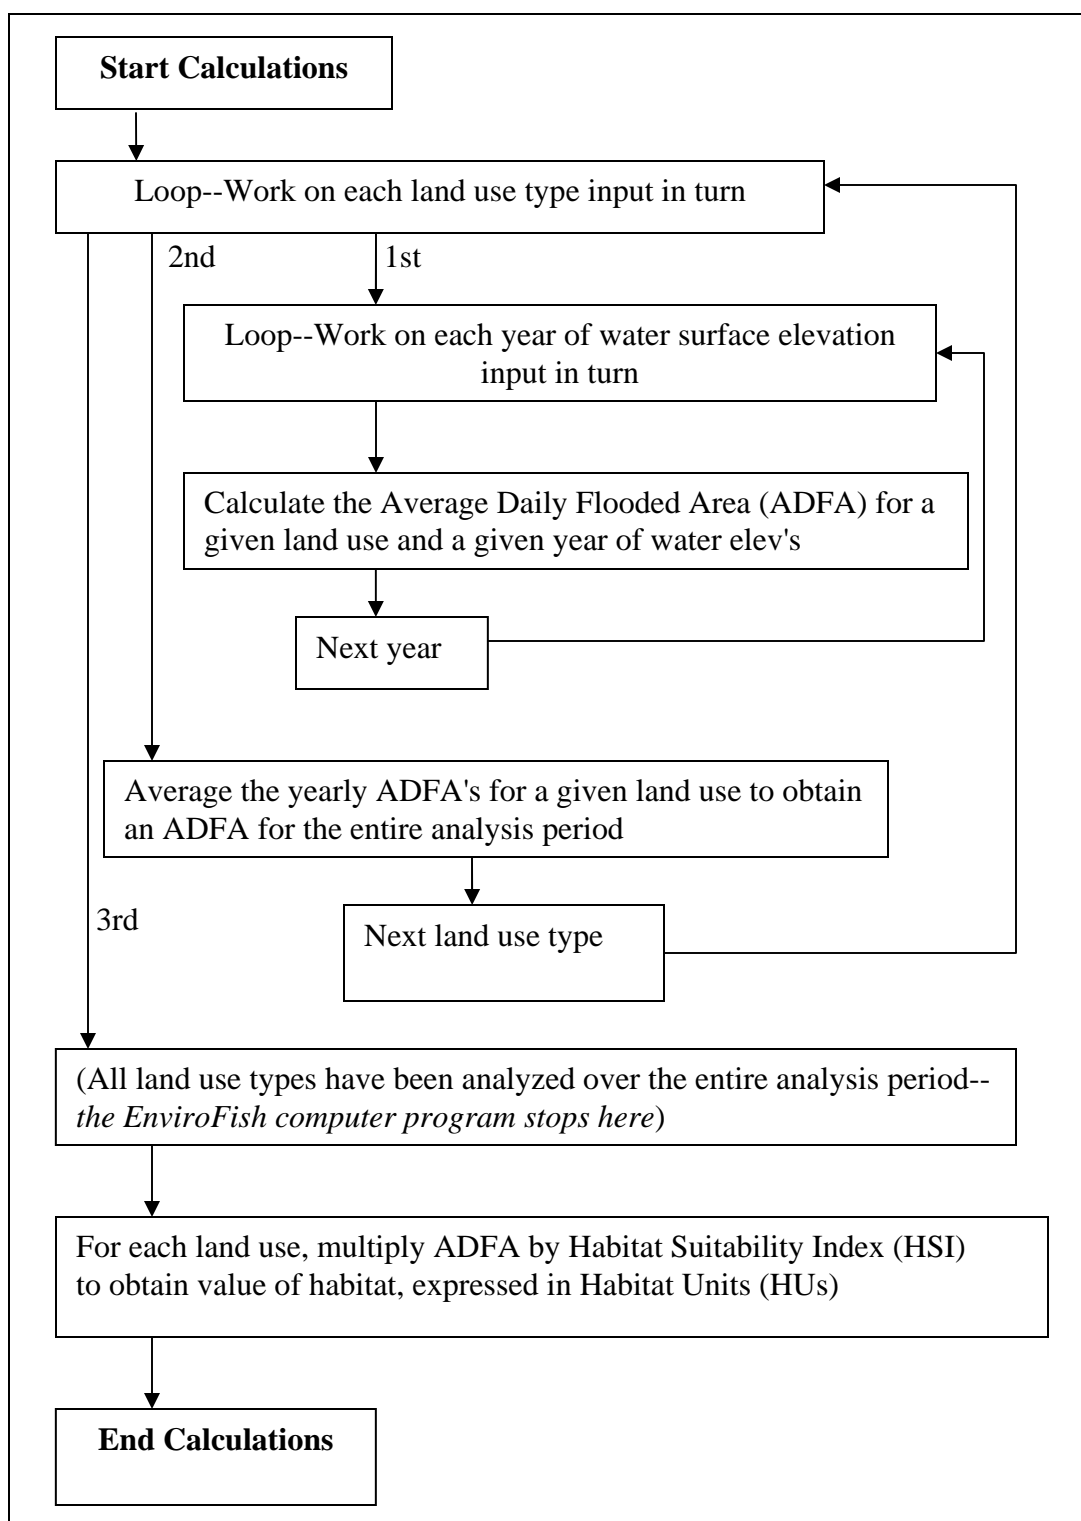 Start Calculations
Loop--Work on each land use type input in turn
2nd
1st
Loop--Work on each year of water surface elevation
input in turn
Calculate the Average Daily Flooded Area (ADFA) for a
given land use and a given year of water elev's
Next year
Average the yearly ADFA's for a given land use to obtain
an ADFA for the entire analysis period
3rd
Next land use type
(All land use types have been analyzed over the entire analysis period--
the EnviroFish computer program stops here)
For each land use, multiply ADFA by Habitat Suitability Index (HSI)
to obtain value of habitat, expressed in Habitat Units (HUs)
End Calculations